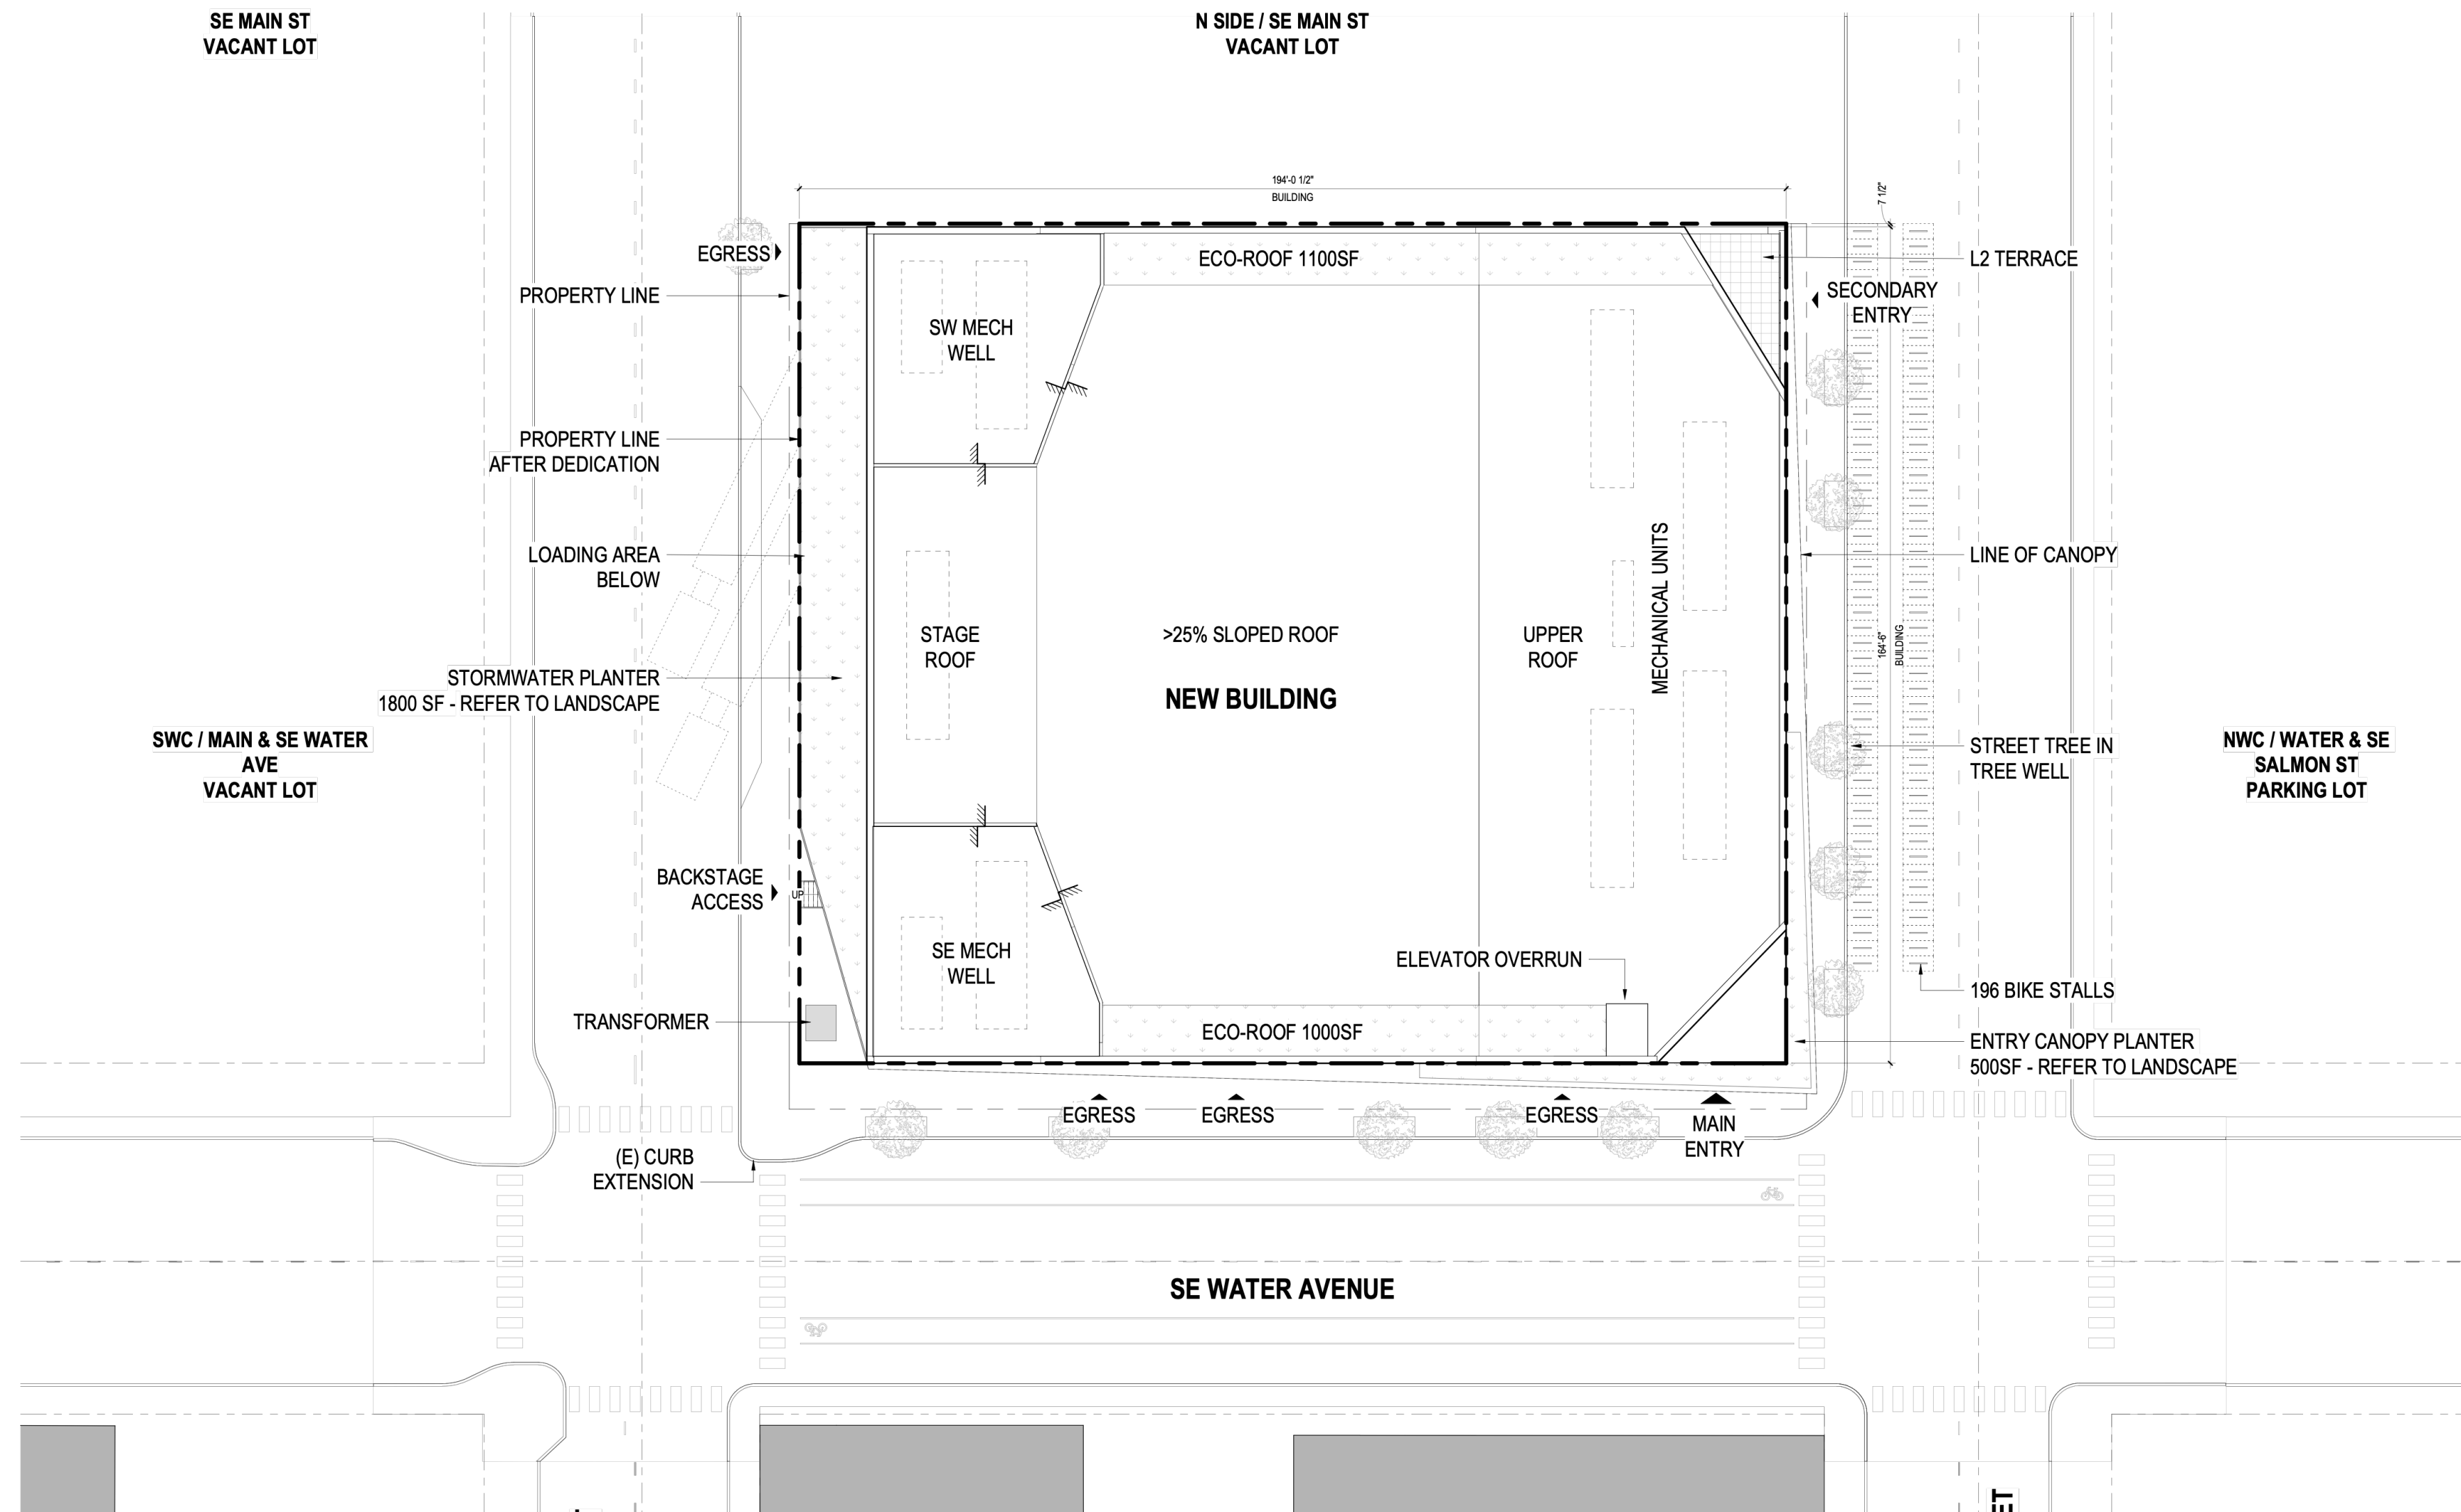 SE MAIN ST
VACANT LOT
N SIDE / SE MAIN ST
VACANT LOT
194'-0 1/2"
BUILDING
7 1/2"
EGRESS
ECO-ROOF 1100SF
L2 TERRACE
PROPERTY LINE
SECONDARY
ENTRY
SW MECH
WELL
PROPERTY LINE
AFTER DEDICATION
LOADING AREA
BELOW
LINE OF CANOPY
MECHANICAL UNITS
STAGE
ROOF
>25% SLOPED ROOF
UPPER
ROOF
164'-6"
BUILDING
NEW BUILDING
STORMWATER PLANTER
1800 SF - REFER TO LANDSCAPE
SWC / MAIN & SE WATER
AVE
VACANT LOT
STREET TREE IN
TREE WELL
NWC / WATER & SE
SALMON ST
PARKING LOT
BACKSTAGE
ACCESS
UP
SE MECH
WELL
ELEVATOR OVERRUN
196 BIKE STALLS
TRANSFORMER
ECO-ROOF 1000SF
ENTRY CANOPY PLANTER
500SF - REFER TO LANDSCAPE
EGRESS
EGRESS
EGRESS
MAIN
ENTRY
(E) CURB
EXTENSION
SE WATER AVENUE